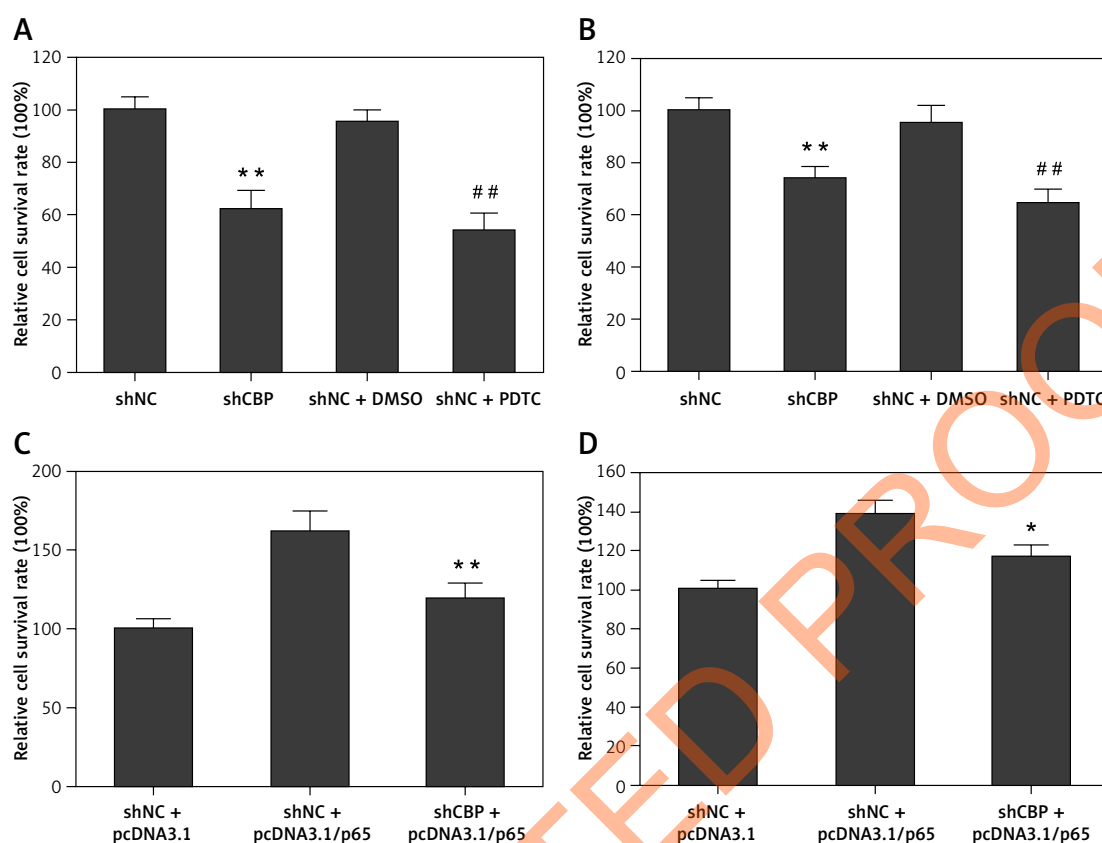 A
Relative cell survival rate (100%)
120
100
80
60
40
20
0
* *
# #
shNC
shCBP
shNC + DMSO
shNC + PDTC
B
Relative cell survival rate (100%)
120
100
80
60
40
20
0
* *
# #
shNC
shCBP
shNC + DMSO
shNC + PDTC
C
Relative cell survival rate (100%)
200
150
100
50
0
* *
shNC +
pcDNA3.1
shNC +
pcDNA3.1/p65
shCBP +
pcDNA3.1/p65
D
Relative cell survival rate (100%)
160
140
120
100
80
60
40
20
0
*
shNC +
pcDNA3.1
shNC +
pcDNA3.1/p65
shCBP +
pcDNA3.1/p65